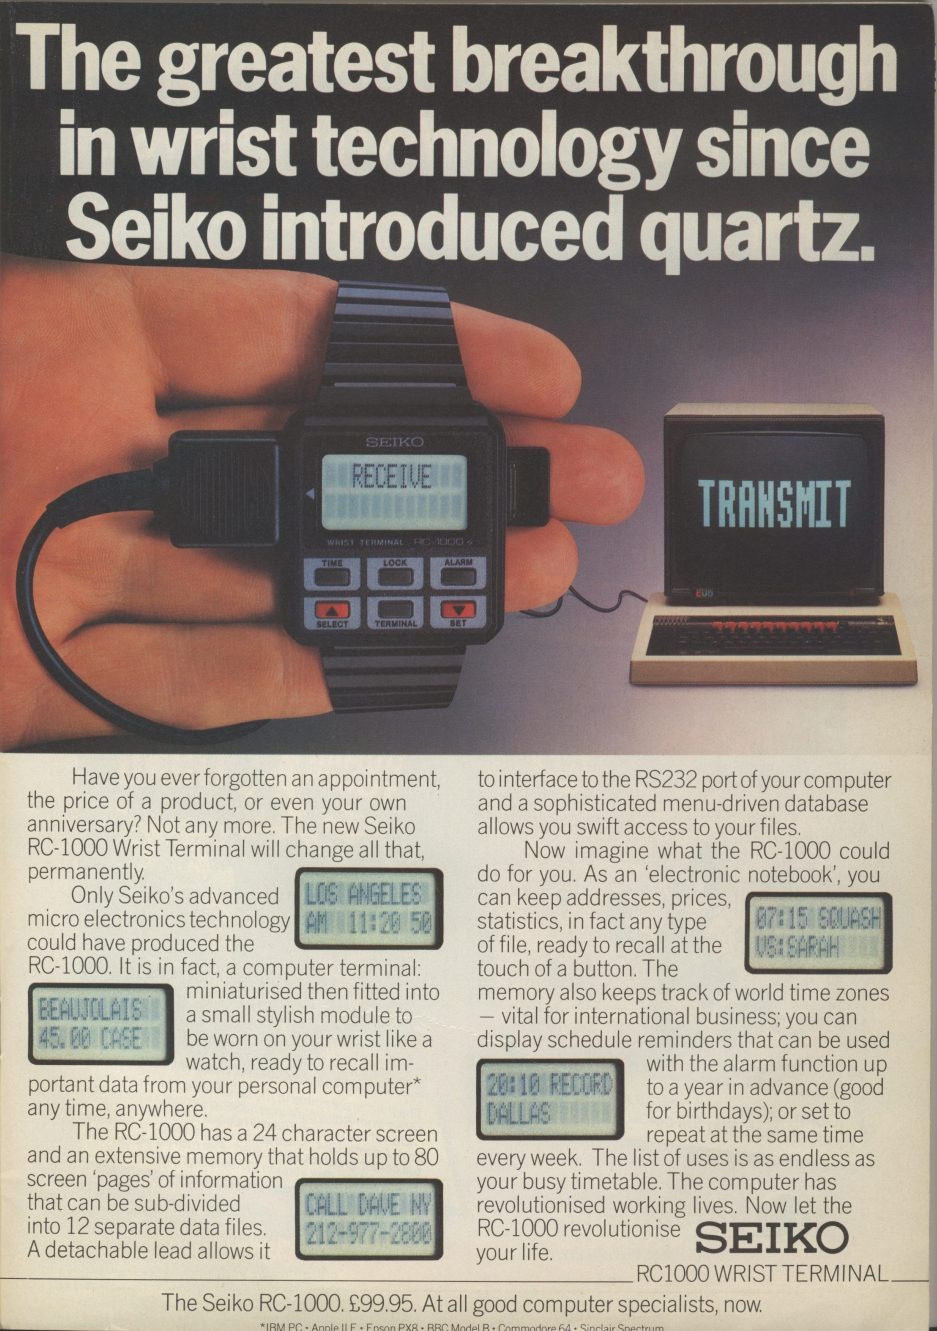 The greatest breakthrough
in wrist technology since
Seiko introduced quartz.
SEIKO
RECEIVE
WRIST TERMINAL RC-1000
TIME LOCK ALARM
SELECT TERMINAL SET
TRANSMIT
Have you ever forgotten an appointment,
the price of a product, or even your own
anniversary? Not any more. The new Seiko
RC-1000 Wrist Terminal will change all that,
permanently.
Only Seiko's advanced
micro electronics technology
could have produced the
RC-1000. It is in fact, a computer terminal:
miniaturised then fitted into
a small stylish module to
be worn on your wrist like a
watch, ready to recall im-
portant data from your personal computer*
any time, anywhere.
The RC-1000 has a 24 character screen
and an extensive memory that holds up to 80
screen 'pages' of information
that can be sub-divided
into 12 separate data files.
A detachable lead allows it
LOS ANGELES
AM 11:20 50
BEAUJOLAIS
45.00 CASE
CALL DAVE NY
212-977-2800
to interface to the RS232 port of your computer
and a sophisticated menu-driven database
allows you swift access to your files.
Now imagine what the RC-1000 could
do for you. As an 'electronic notebook', you
can keep addresses, prices,
statistics, in fact any type
of file, ready to recall at the
touch of a button. The
memory also keeps track of world time zones
– vital for international business; you can
display schedule reminders that can be used
with the alarm function up
to a year in advance (good
for birthdays); or set to
repeat at the same time
every week. The list of uses is as endless as
your busy timetable. The computer has
revolutionised working lives. Now let the
RC-1000 revolutionise
your life.
07:15 SQUASH
VS:SARAH
20:10 RECORD
DALLAS
SEIKO
RC1000 WRIST TERMINAL
The Seiko RC-1000. £99.95. At all good computer specialists, now.
*IBM PC • Apple II E • Epson PX8 • BBC Model B • Commodore 64 • Sinclair Spectrum